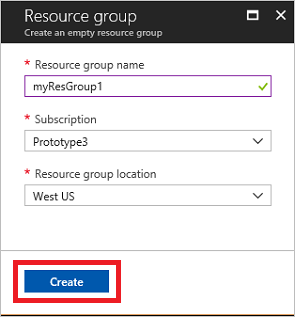 Resource group
Create an empty resource group
* Resource group name
myResGroup1
* Subscription
Prototype3
* Resource group location
West US
Create